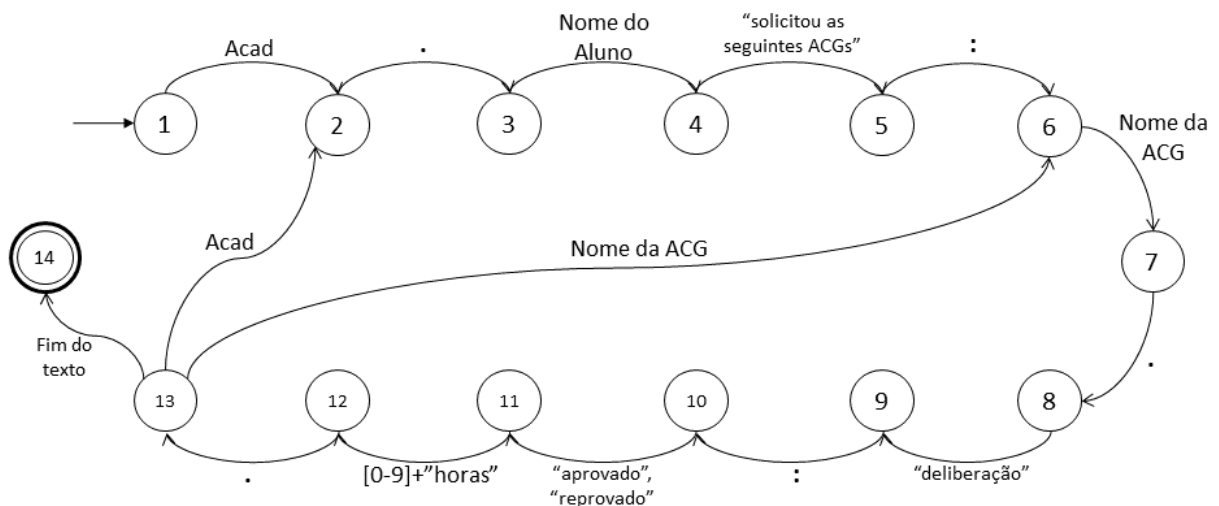 Acad
.
Nome do
Aluno
“solicitou as
seguintes ACGs”
:
1
2
3
4
5
6
Nome da
ACG
14
Acad
Nome da ACG
7
Fim do
texto
.
13
12
11
10
9
8
.
[0-9]+”horas”
“aprovado”,
“reprovado”
:
“deliberação”